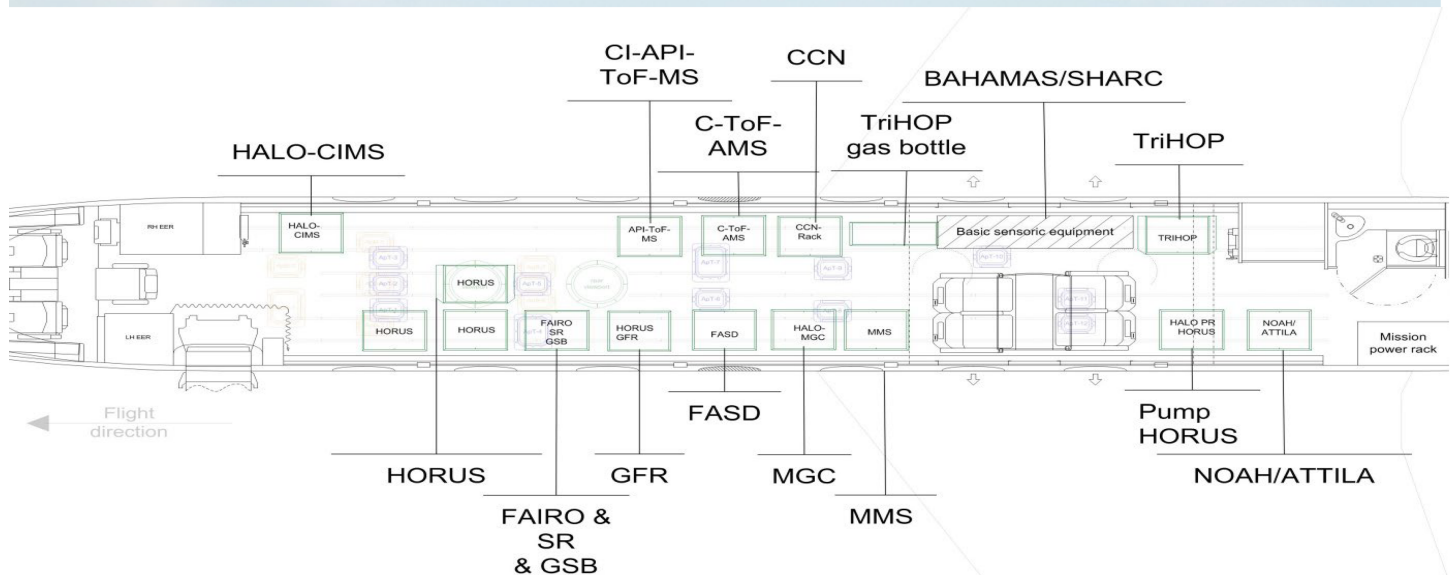 CI-API-
ToF-MS
CCN
BAHAMAS/SHARC
C-ToF-
AMS
TriHOP
gas bottle
TriHOP
HALO-CIMS
RH EER
HALO-
CIMS
API-ToF-
MS
C-ToF-
AMS
CCN-
Rack
Basic sensoric equipment
TRIHOP
HORUS
LH EER
HORUS
HORUS
FAIRO
SR
GSB
HORUS
GFR
FASD
HALO-
MGC
MMS
HALO PR
HORUS
NOAH/
ATTILA
Mission
power rack
Flight
direction
FASD
Pump
HORUS
HORUS
GFR
MGC
NOAH/ATTILA
FAIRO &
SR
& GSB
MMS